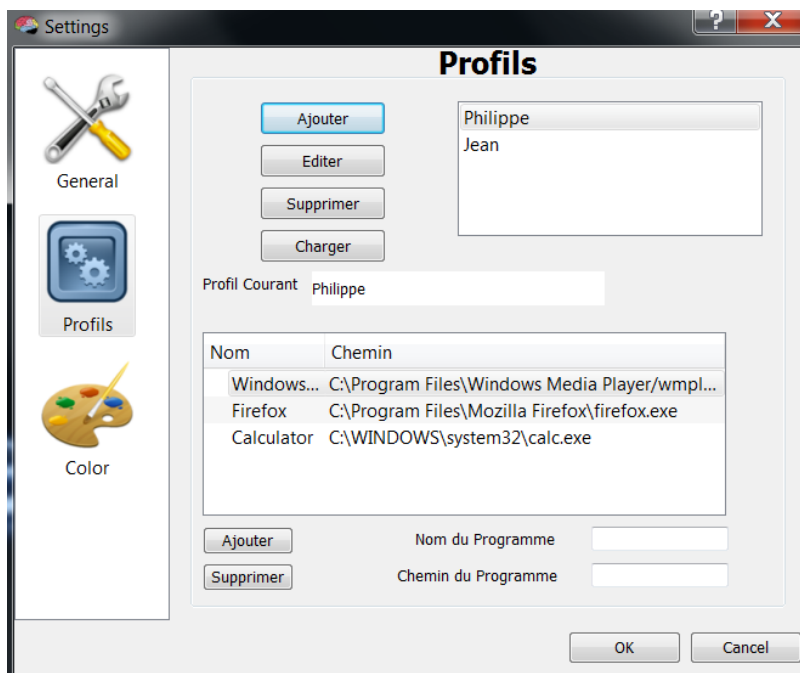 Settings
?
X
General
Profils
Color
Profils
Ajouter
Editer
Supprimer
Charger
Philippe
Jean
Profil Courant Philippe
Nom Chemin
Windows... C:\Program Files\Windows Media Player/wmpl...
Firefox C:\Program Files\Mozilla Firefox\firefox.exe
Calculator C:\WINDOWS\system32\calc.exe
Ajouter Nom du Programme
Supprimer Chemin du Programme
OK Cancel